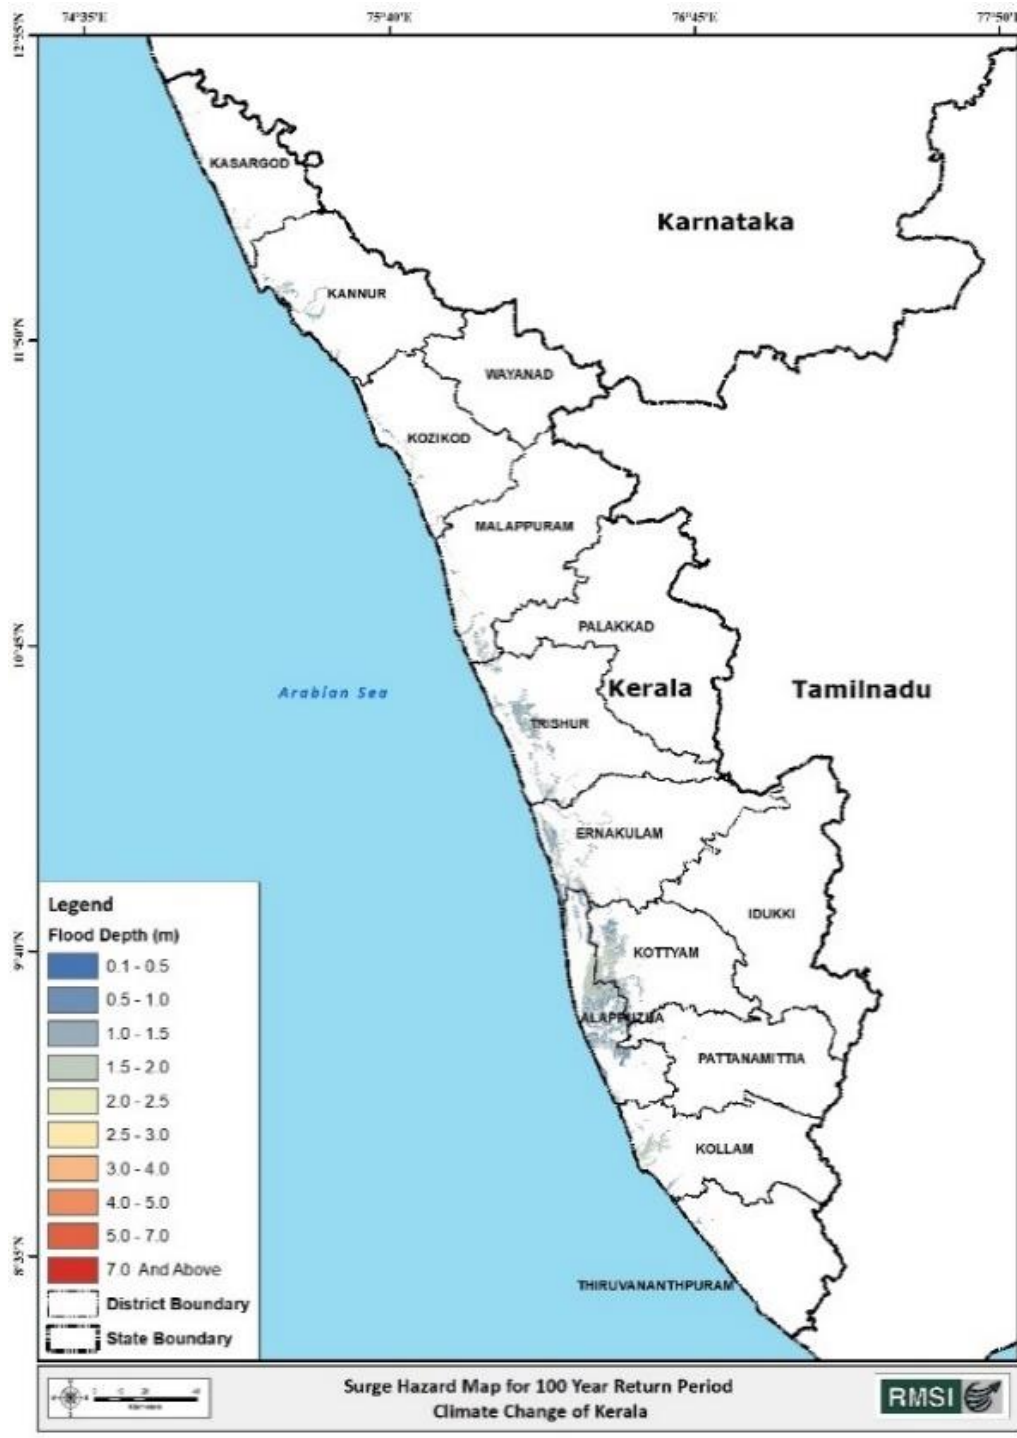 74°35'E 75°40'E 76°45'E 77°50'E
12°55'N
KASARGOD
Karnataka
KANNUR
11°50'N
WAYANAD
KOZIKOD
MALAPPURAM
PALAKKAD
10°45'N
Kerala
Tamilnadu
Arabian Sea
TRISHUR
ERNAKULAM
Legend
IDUKKI
Flood Depth (m)
KOTTYAM
9°40'N
0.1 - 0.5
0.5 - 1.0
ALAPPUZHA
1.0 - 1.5
PATTANAMITTIA
1.5 - 2.0
2.0 - 2.5
2.5 - 3.0
KOLLAM
3.0 - 4.0
4.0 - 5.0
5.0 - 7.0
8°35'N
7.0 And Above
THIRUVANANTHPURAM
District Boundary
State Boundary
Surge Hazard Map for 100 Year Return Period
Climate Change of Kerala
RMSI